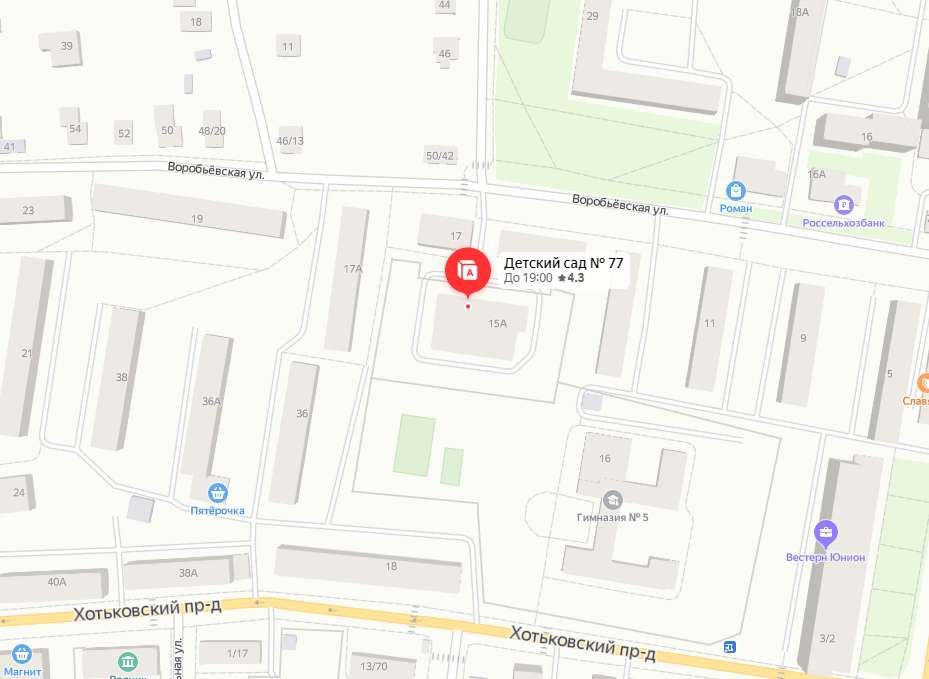 44
29
18А
18
39
11
46
54
52
50
48/20
46/13
16
41
50/42
Воробьёвская ул.
16А
Воробьёвская ул.
Роман
Россельхозбанк
23
19
17
17А
Детский сад № 77
До 19:00 ★4.3
15А
11
9
21
38
36А
36
5
16
24
Пятёрочка
Гимназия № 5
Вестерн Юнион
18
40А
38А
Хотьковский пр-д
Хотьковский пр-д
3/2
1/17
13/70
Магнит